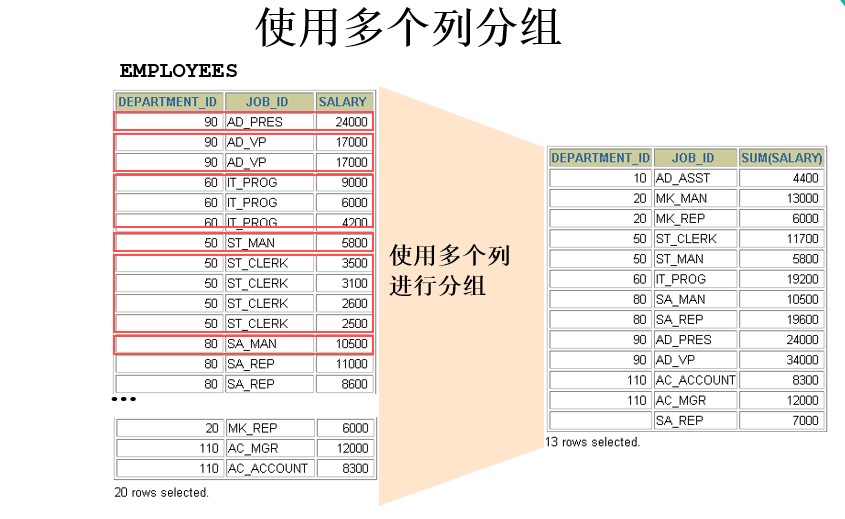 使用多个列分组
EMPLOYEES
DEPARTMENT_ID JOB_ID SALARY
90 AD_PRES 24000
90 AD_VP 17000
90 AD_VP 17000
60 IT_PROG 9000
60 IT_PROG 6000
60 IT_PROG 4200
50 ST_MAN 5800
50 ST_CLERK 3500
50 ST_CLERK 3100
50 ST_CLERK 2600
50 ST_CLERK 2500
80 SA_MAN 10500
80 SA_REP 11000
80 SA_REP 8600
...
20 MK_REP 6000
110 AC_MGR 12000
110 AC_ACCOUNT 8300
20 rows selected.
使用多个列
进行分组
DEPARTMENT_ID JOB_ID SUM(SALARY)
10 AD_ASST 4400
20 MK_MAN 13000
20 MK_REP 6000
50 ST_CLERK 11700
50 ST_MAN 5800
60 IT_PROG 19200
80 SA_MAN 10500
80 SA_REP 19600
90 AD_PRES 24000
90 AD_VP 34000
110 AC_ACCOUNT 8300
110 AC_MGR 12000
SA_REP 7000
13 rows selected.